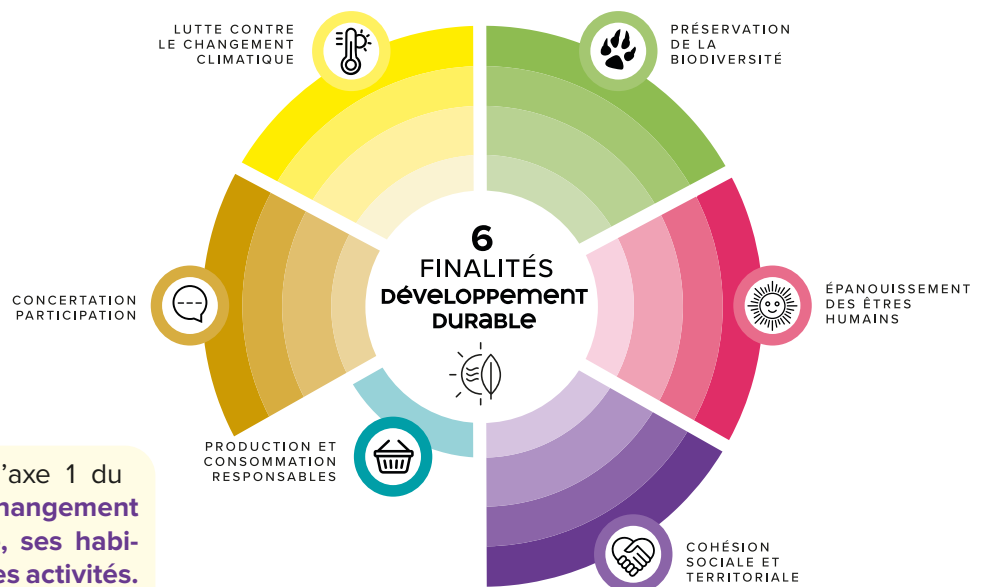 LUTTE CONTRE
LE CHANGEMENT
CLIMATIQUE
PRÉSERVATION
DE LA
BIODIVERSITÉ
6
FINALITÉS
DÉVELOPPEMENT
DURABLE
CONCERTATION
PARTICIPATION
ÉPANOUISSEMENT
DES ÊTRES
HUMAINS
PRODUCTION ET
CONSOMMATION
RESPONSABLES
COHÉSION
SOCIALE ET
TERRITORIALE
'axe 1 du
hangement
, ses habi-
es activités.